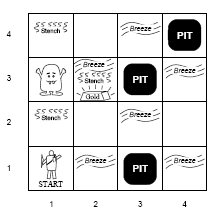 4 Stench Breeze PIT
3 Breeze Stench Gold PIT Breeze
2 Stench Breeze
1 START Breeze PIT Breeze
1 2 3 4